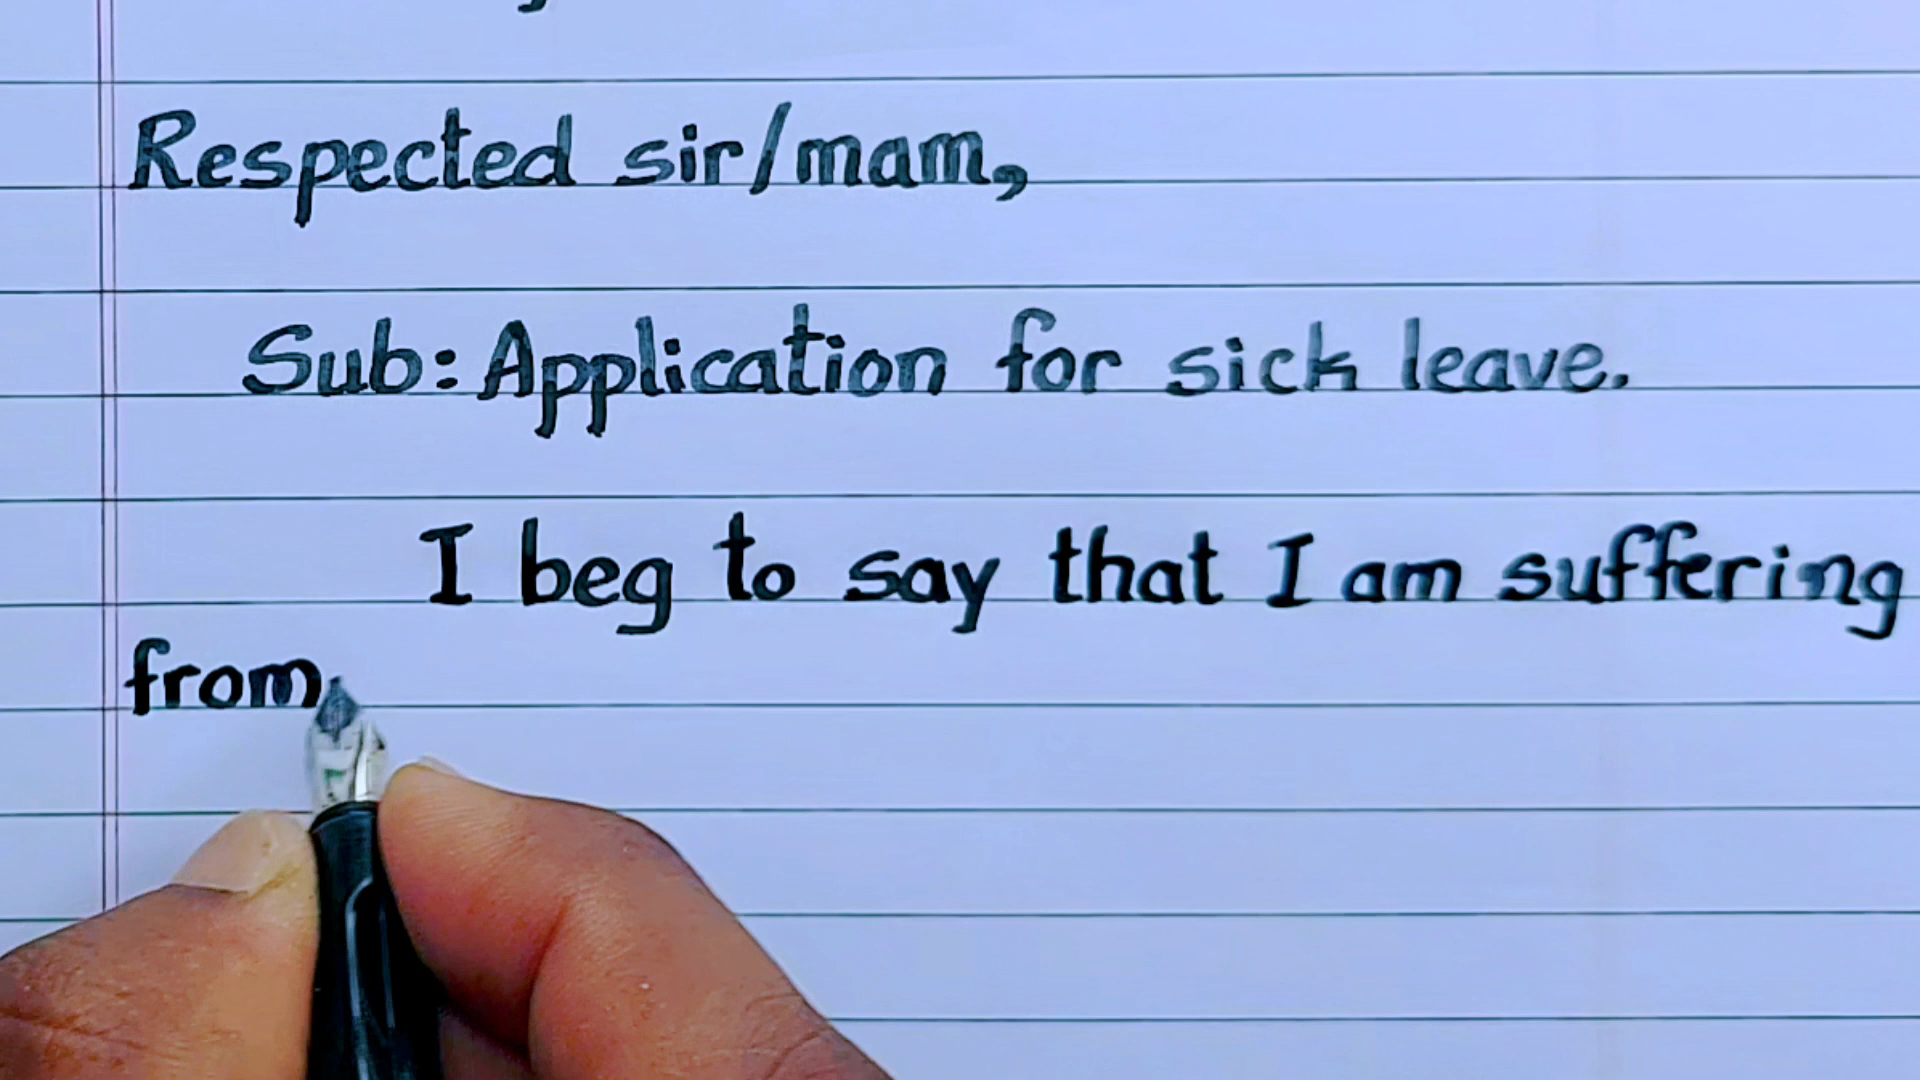 Respected sir/mam,
Sub: Application for sick leave.
I beg to say that I am suffering
from